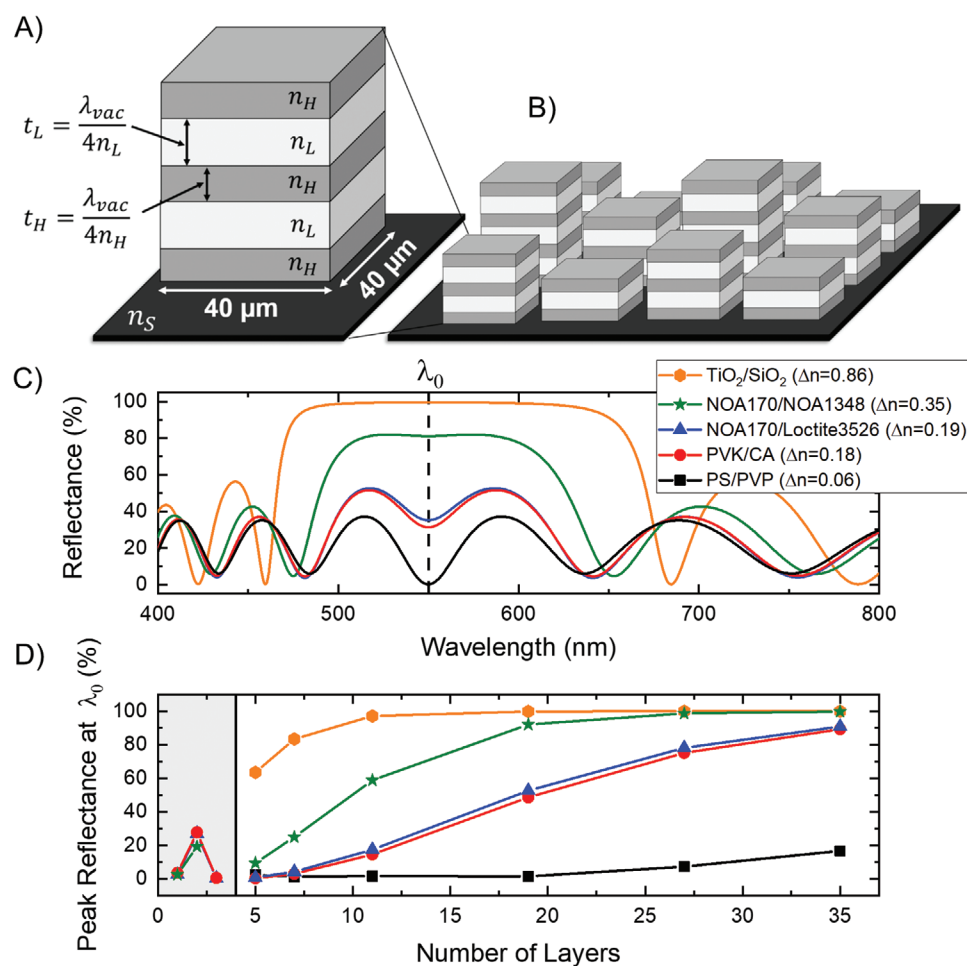 A)
n_H
t_L = λ_vac / 4n_L
n_L
n_H
t_H = λ_vac / 4n_H
n_L
n_H
40 µm
40 µm
n_S
B)
C)
λ₀
TiO₂/SiO₂ (Δn=0.86)
NOA170/NOA1348 (Δn=0.35)
NOA170/Loctite3526 (Δn=0.19)
PVK/CA (Δn=0.18)
PS/PVP (Δn=0.06)
Reflectance (%)
100
80
60
40
20
0
400 500 600 700 800
Wavelength (nm)
D)
Peak Reflectance at λ₀ (%)
100
80
60
40
20
0
0 5 10 15 20 25 30 35
Number of Layers